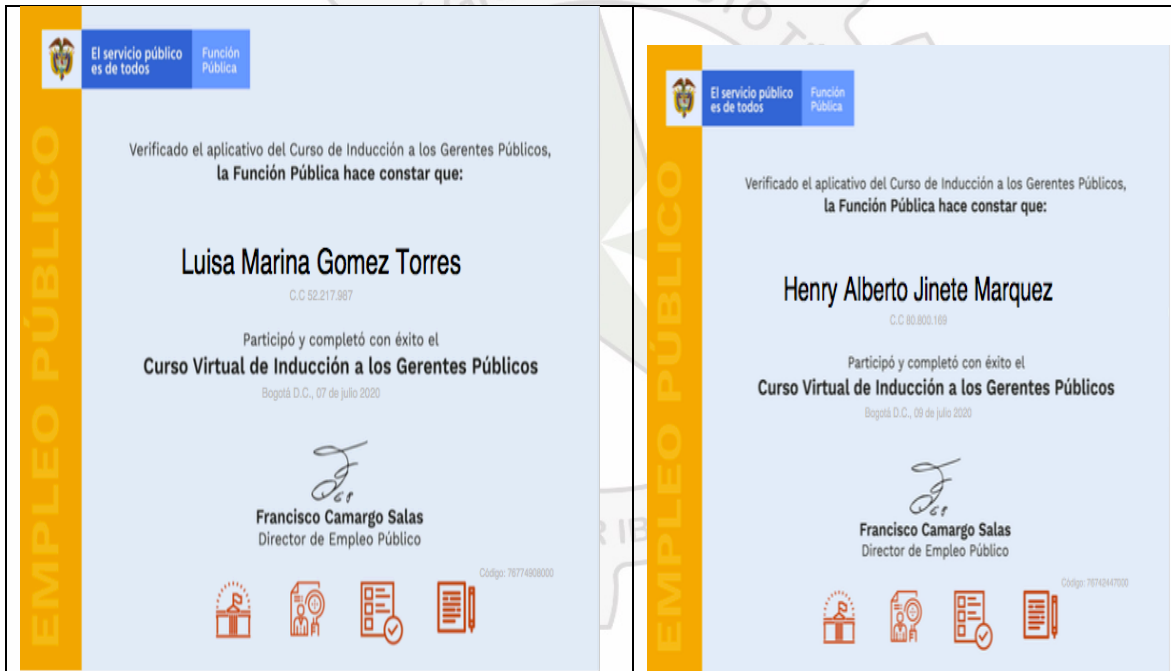 El servicio público
es de todos
Función
Pública
EMPLEO PÚBLICO
Verificado el aplicativo del Curso de Inducción a los Gerentes Públicos,
la Función Pública hace constar que:
Luisa Marina Gomez Torres
C.C 52.217.987
Participó y completó con éxito el
Curso Virtual de Inducción a los Gerentes Públicos
Bogotá D.C., 07 de julio 2020
Francisco Camargo Salas
Director de Empleo Público
Código: 76774908000
El servicio público
es de todos
Función
Pública
EMPLEO PÚBLICO
Verificado el aplicativo del Curso de Inducción a los Gerentes Públicos,
la Función Pública hace constar que:
Henry Alberto Jinete Marquez
C.C 80.800.169
Participó y completó con éxito el
Curso Virtual de Inducción a los Gerentes Públicos
Bogotá D.C., 09 de julio 2020
Francisco Camargo Salas
Director de Empleo Público
Código: 76742447000